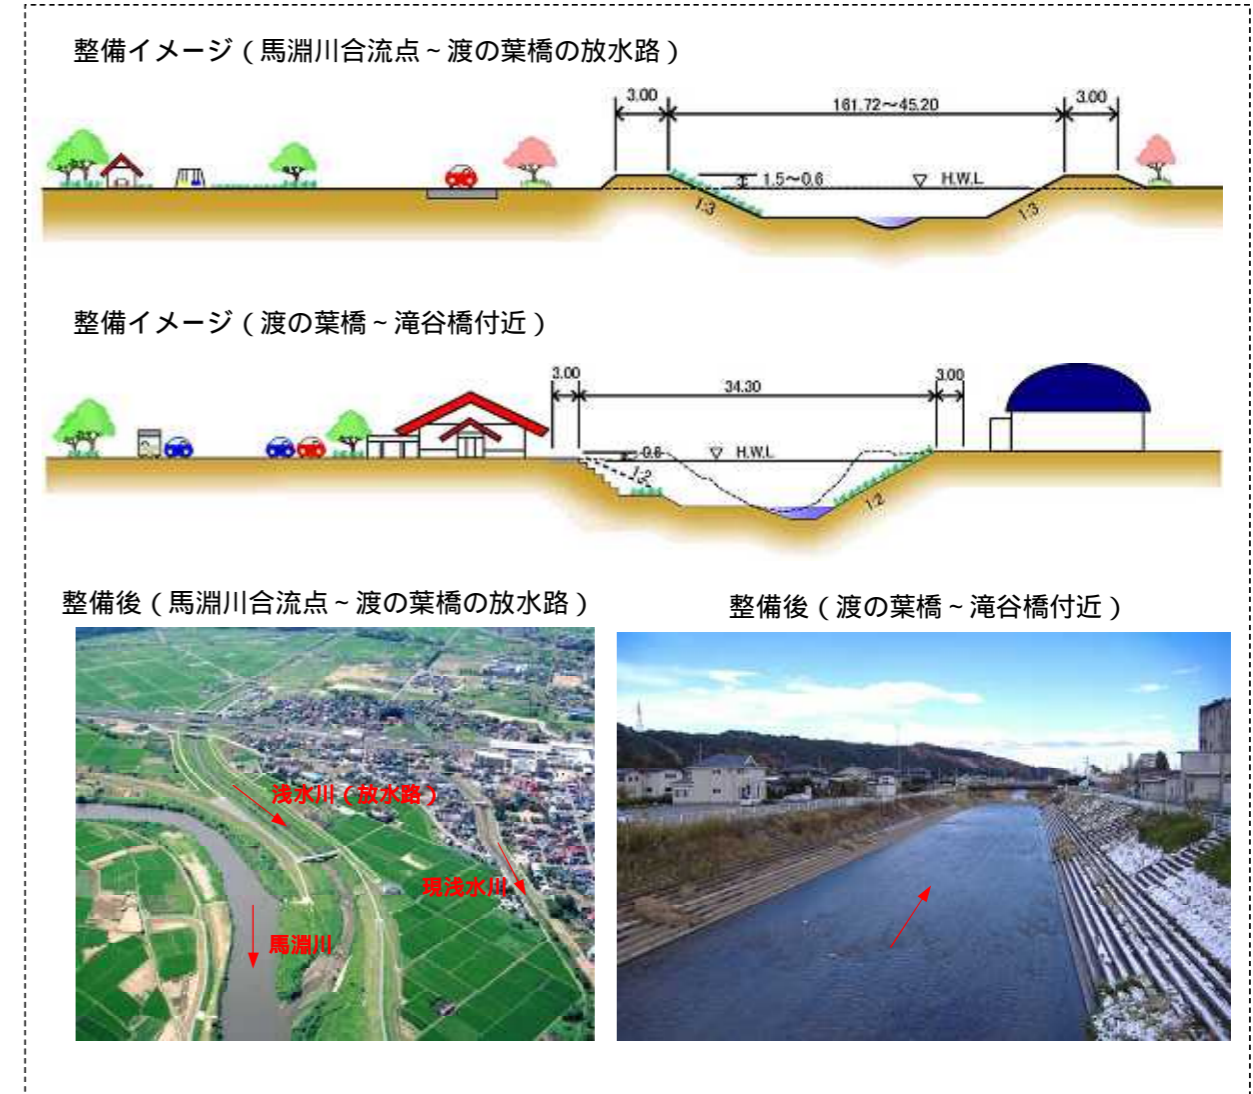 整備イメージ（馬淵川合流点～渡の葉橋の放水路）
3.00
161.72～45.20
3.00
1.5～0.6
▽ H.W.L
1:3
1:3
整備イメージ（渡の葉橋～滝谷橋付近）
3.00
34.30
3.00
0.6
▽ H.W.L
1:2
1:2
整備後（馬淵川合流点～渡の葉橋の放水路）
整備後（渡の葉橋～滝谷橋付近）
浅水川（放水路）
現浅水川
馬淵川